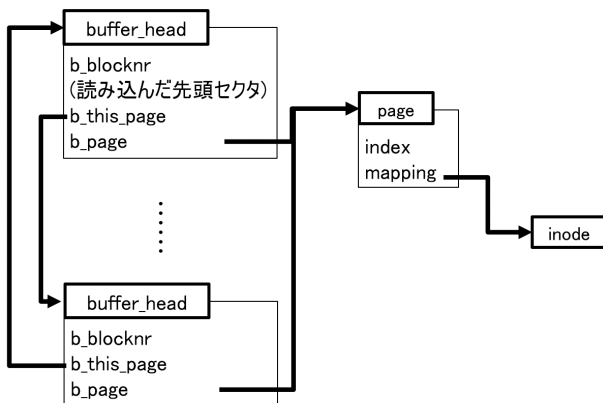 buffer_head
b_blocknr
(読み込んだ先頭セクタ)
b_this_page
b_page
page
index
mapping
inode
buffer_head
b_blocknr
b_this_page
b_page